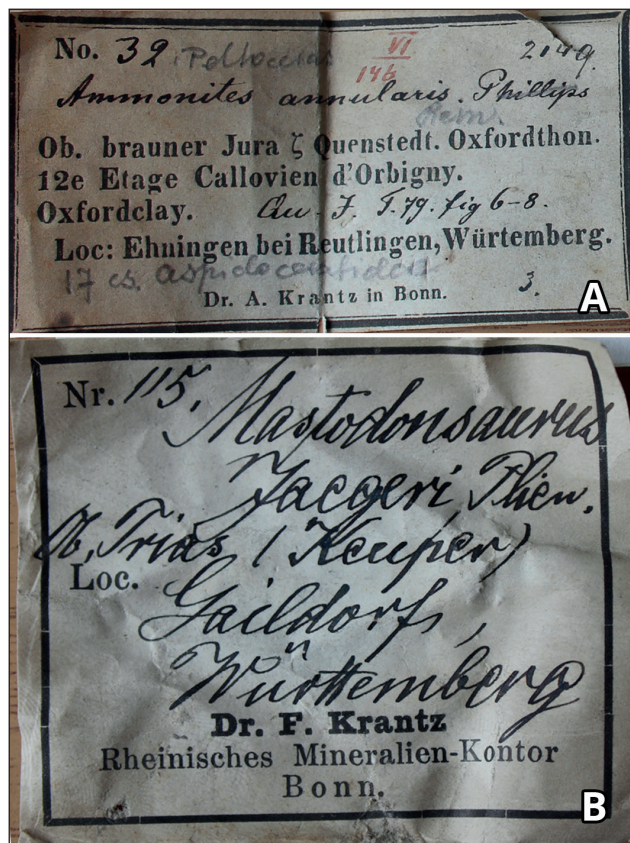 No. 32. Peltoceras VI 2149.
146
Ammonites annularis. Phillips
Rein.
Ob. brauner Jura ζ Quenstedt. Oxfordthon.
12e Etage Callovien d'Orbigny.
Oxfordclay. Qu. J. T. 79. fig 6-8.
Loc: Ehningen bei Reutlingen, Würtemberg.
17 cs. aspidoceratidert
Dr. A. Krantz in Bonn. 3.
A
Nr. 115. Mastodonsaurus
Jaegeri Plien.
Ob. Trias (Keuper)
Loc. Gaildorf,
Württemberg
Dr. F. Krantz
Rheinisches Mineralien-Kontor
Bonn.
B